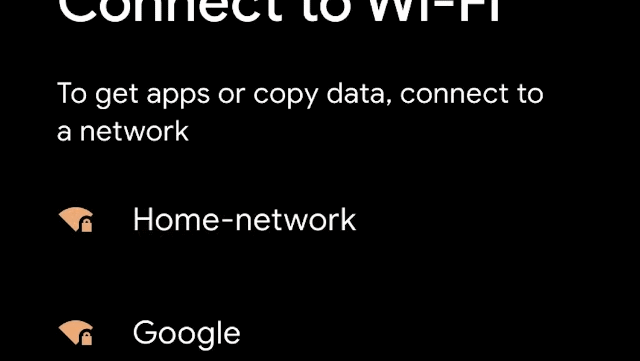 Connect to Wi-Fi
To get apps or copy data, connect to
a network
Home-network
Google